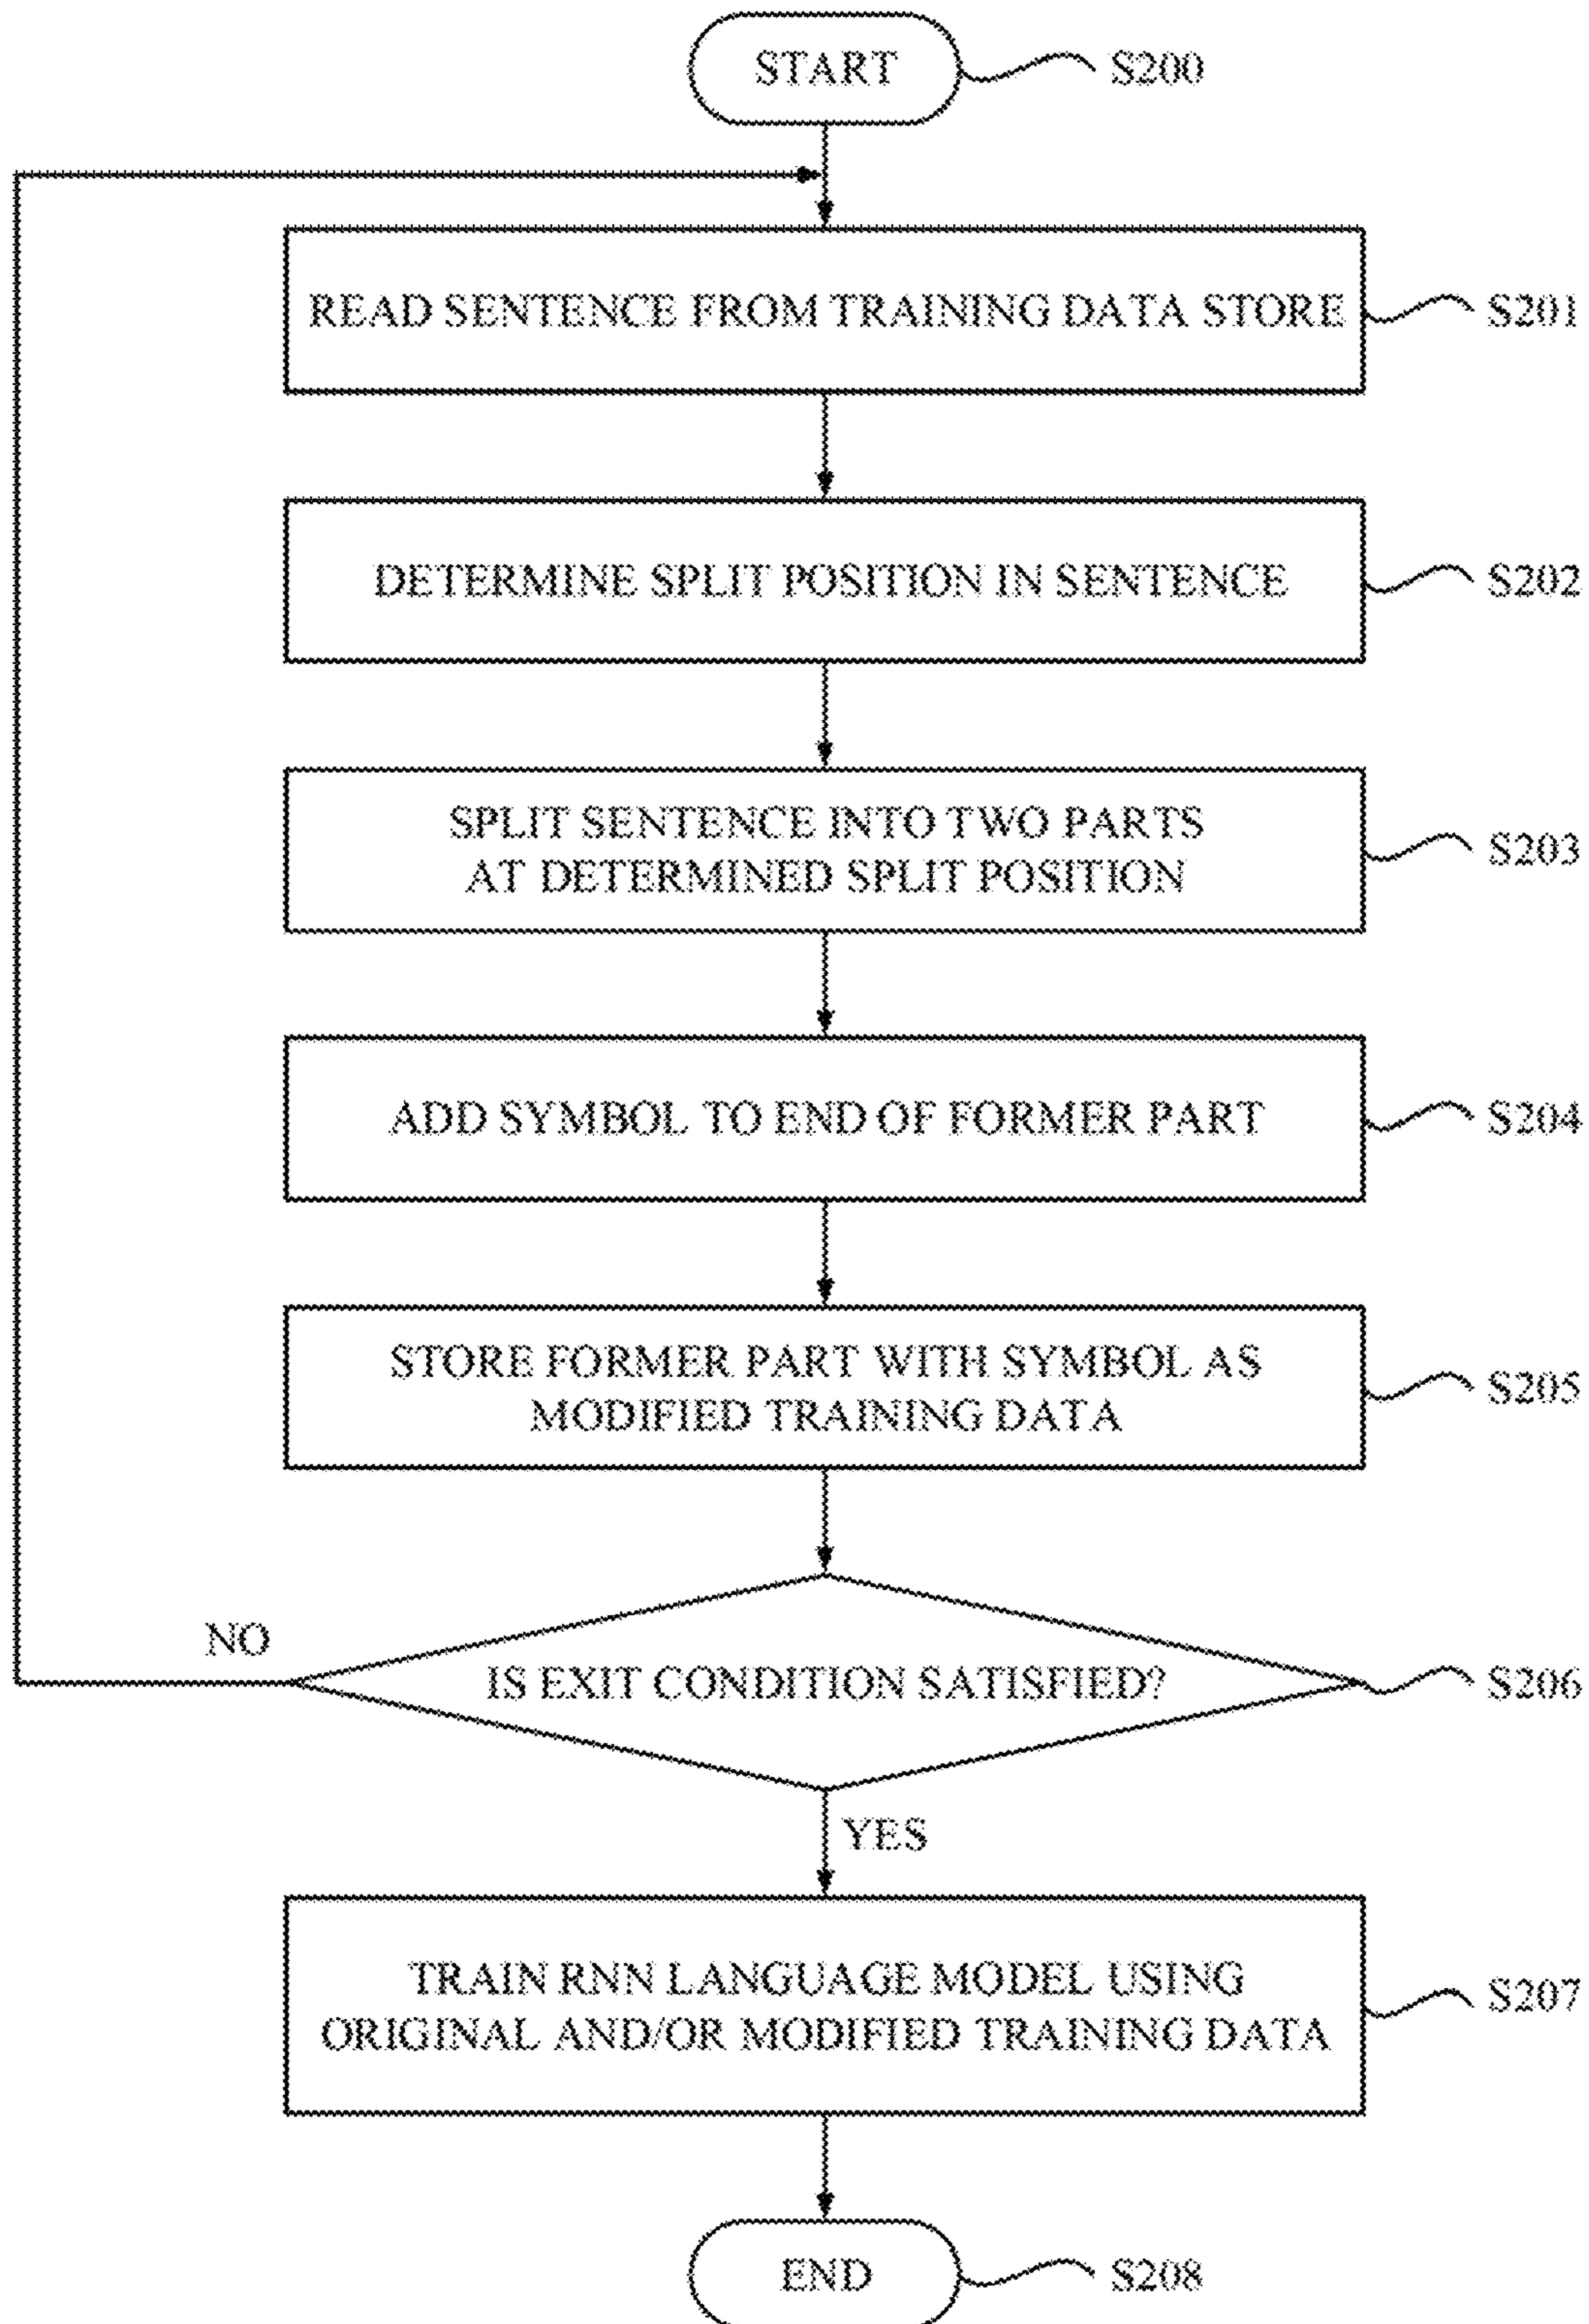 START
S200
READ SENTENCE FROM TRAINING DATA STORE
S201
DETERMINE SPLIT POSITION IN SENTENCE
S202
SPLIT SENTENCE INTO TWO PARTS
AT DETERMINED SPLIT POSITION
S203
ADD SYMBOL TO END OF FORMER PART
S204
STORE FORMER PART WITH SYMBOL AS
MODIFIED TRAINING DATA
S205
NO
IS EXIT CONDITION SATISFIED?
S206
YES
TRAIN RNN LANGUAGE MODEL USING
ORIGINAL AND/OR MODIFIED TRAINING DATA
S207
END
S208